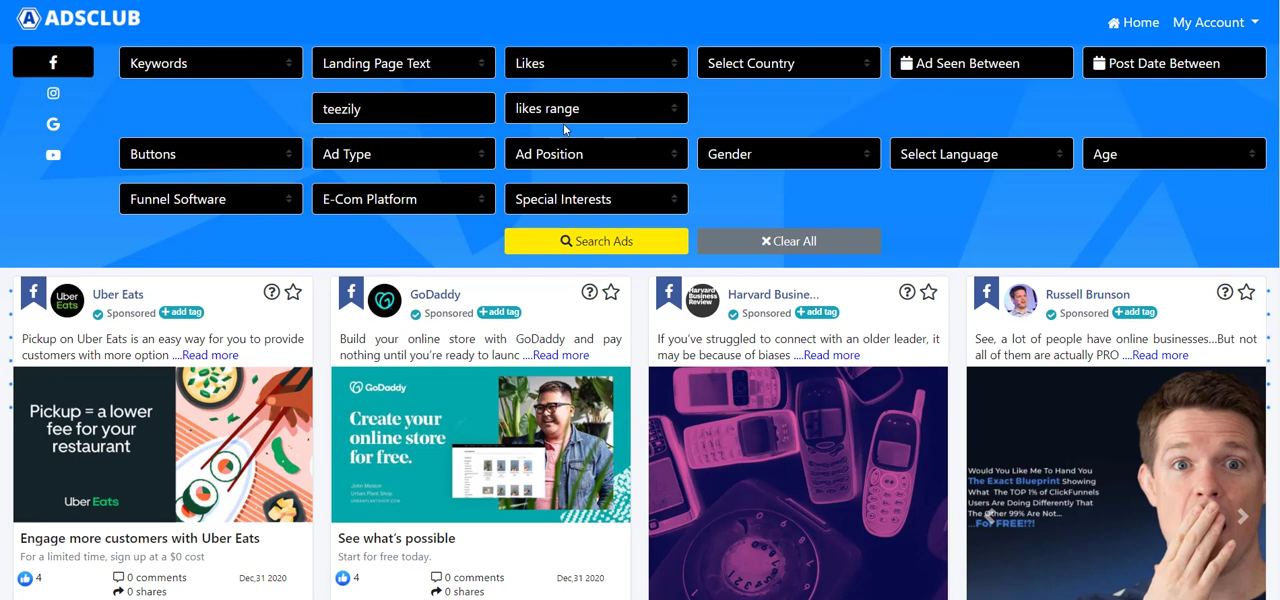 ADSCLUB
Home My Account
Keywords Landing Page Text Likes Select Country Ad Seen Between Post Date Between
teezily likes range
Buttons Ad Type Ad Position Gender Select Language Age
Funnel Software E-Com Platform Special Interests
Search Ads Clear All
Uber Eats
Uber Eats
Sponsored add tag
Pickup on Uber Eats is an easy way for you to provide
customers with more option ....Read more
Pickup = a lower
fee for your
restaurant
Uber Eats
Engage more customers with Uber Eats
For a limited time, sign up at a $0 cost
4 0 comments Dec,31 2020
0 shares
GoDaddy
Sponsored add tag
Build your online store with GoDaddy and pay
nothing until you're ready to launc ....Read more
GoDaddy
Create your
online store
for free.
See what's possible
Start for free today.
4 0 comments Dec,31 2020
0 shares
Harvard Business Review
Harvard Busine...
Sponsored add tag
If you've struggled to connect with an older leader, it
may be because of biases ....Read more
Russell Brunson
Sponsored add tag
See, a lot of people have online businesses...But not
all of them are actually PRO ....Read more
Would You Like Me To Hand You
The Exact Blueprint Showing
What The TOP 1% of ClickFunnels
Users Are Doing Differently That
The Other 99% Are Not...
...For FREE?!